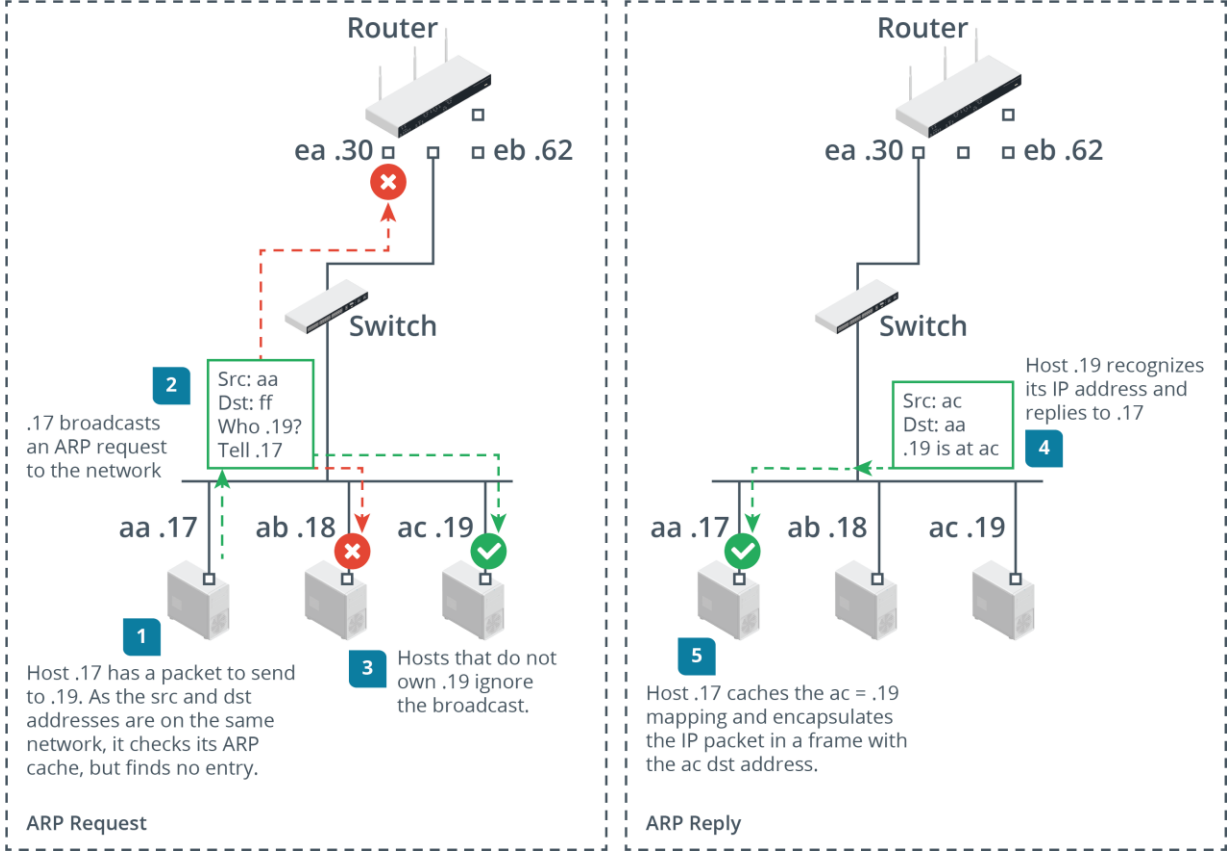 Router
ea .30
eb .62
Switch
2
.17 broadcasts
an ARP request
to the network
Src: aa
Dst: ff
Who .19?
Tell .17
aa .17
ab .18
ac .19
1
Host .17 has a packet to send
to .19. As the src and dst
addresses are on the same
network, it checks its ARP
cache, but finds no entry.
3
Hosts that do not
own .19 ignore
the broadcast.
ARP Request
Router
ea .30
eb .62
Switch
Src: ac
Dst: aa
.19 is at ac
Host .19 recognizes
its IP address and
replies to .17
4
aa .17
ab .18
ac .19
5
Host .17 caches the ac = .19
mapping and encapsulates
the IP packet in a frame with
the ac dst address.
ARP Reply